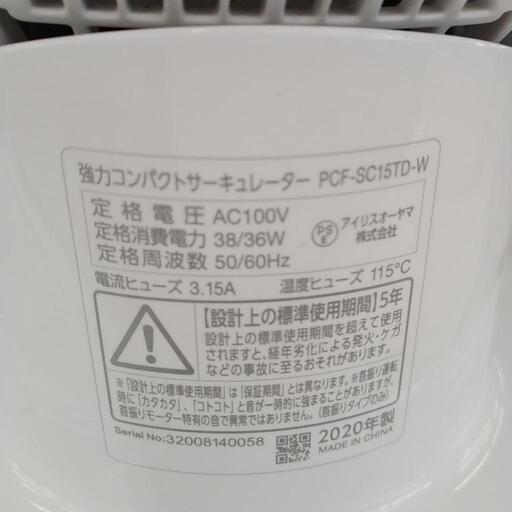 強力コンパクトサーキュレーター PCF-SC15TD-W
定格電圧 AC100V
定格消費電力 38/36W
定格周波数 50/60Hz
PS
E
アイリスオーヤマ
株式会社
電流ヒューズ 3.15A 温度ヒューズ 115℃
【設計上の標準使用期間】5年
設計上の標準使用期間を超えて使用
されますと、経年劣化による発火・ケガ
などの事故に至るおそれがあります。
※「設計上の標準使用期間」は「保証期間」とは異なります。※首振り運転
時に「カタカタ」、「コトコト」と音が一時的に強まることがありますが、
首振りモーター特有の音で異常ではありません。(首振りタイプのみ)
Serial No:32008140058
2020年製
MADE IN CHINA